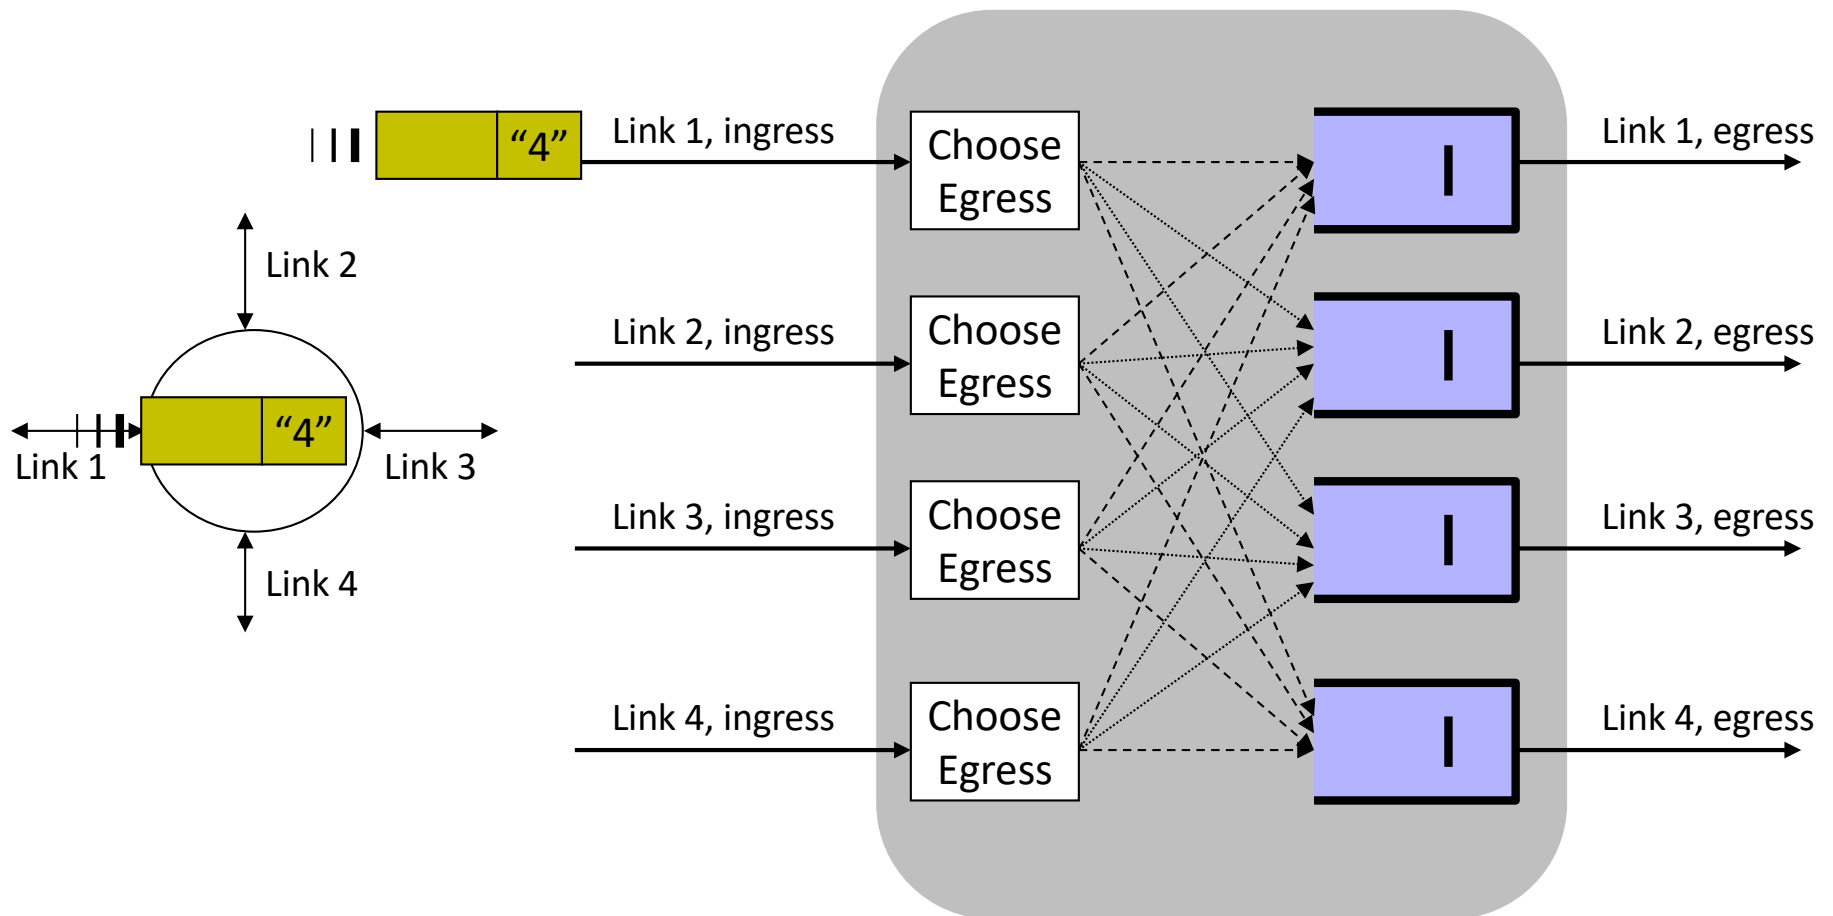 “4”
Link 1, ingress
Choose
Egress
Link 1, egress
Link 2
Link 2, ingress
Choose
Egress
Link 2, egress
“4”
Link 1
Link 3
Link 3, ingress
Choose
Egress
Link 3, egress
Link 4
Link 4, ingress
Choose
Egress
Link 4, egress